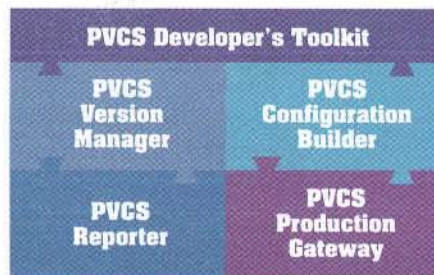 PVCS Developer's Toolkit
PVCS
Version
Manager
PVCS
Configuration
Builder
PVCS
Reporter
PVCS
Production
Gateway